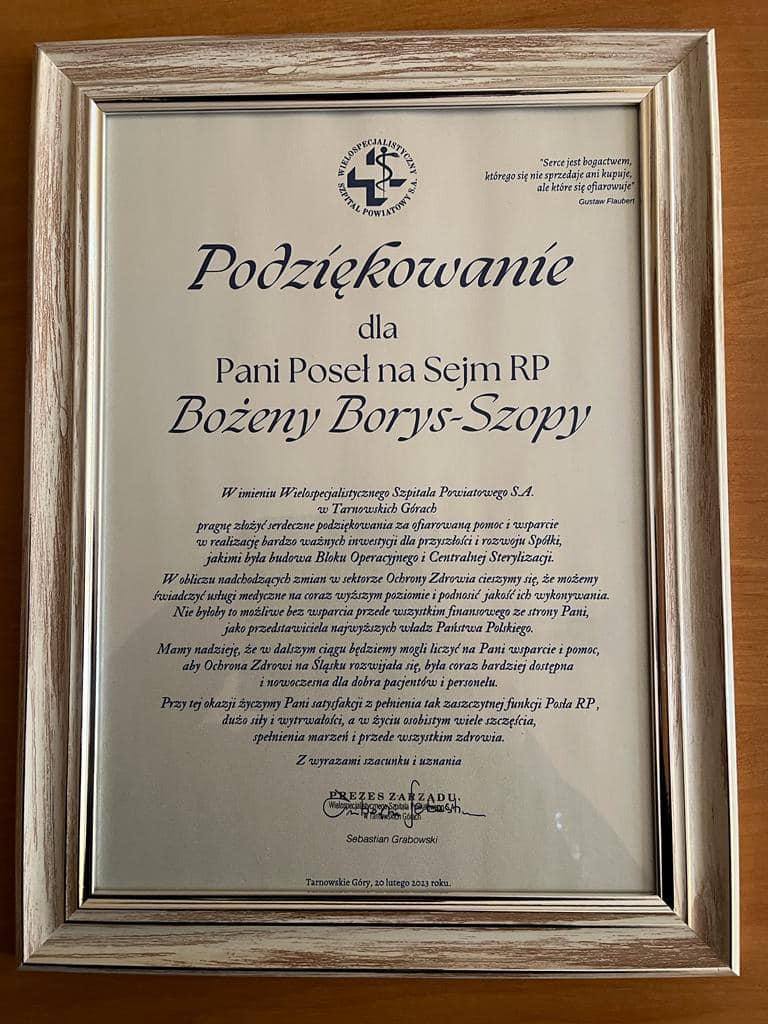 WIELOSPECJALISTYCZNY
SZPITAL POWIATOWY S.A.
"Serce jest bogactwem,
którego się nie sprzedaje ani kupuje,
ale które się ofiarowuje"
Gustaw Flaubert
Podziękowanie
dla
Pani Poseł na Sejm RP
Bożeny Borys-Szopy
W imieniu Wielospecjalistycznego Szpitala Powiatowego S.A.
w Tarnowskich Górach
pragnę złożyć serdeczne podziękowania za ofiarowaną pomoc i wsparcie
w realizację bardzo ważnych inwestycji dla przyszłości i rozwoju Spółki,
jakimi była budowa Bloku Operacyjnego i Centralnej Sterylizacji.
W obliczu nadchodzących zmian w sektorze Ochrony Zdrowia cieszymy się, że możemy
świadczyć usługi medyczne na coraz wyższym poziomie i podnosić jakość ich wykonywania.
Nie byłoby to możliwe bez wsparcia przede wszystkim finansowego ze strony Pani,
jako przedstawiciela najwyższych władz Państwa Polskiego.
Mamy nadzieję, że w dalszym ciągu będziemy mogli liczyć na Pani wsparcie i pomoc,
aby Ochrona Zdrowi na Śląsku rozwijała się, była coraz bardziej dostępna
i nowoczesna dla dobra pacjentów i personelu.
Przy tej okazji życzymy Pani satysfakcji z pełnienia tak zaszczytnej funkcji Posła RP ,
dużo siły i wytrwałości, a w życiu osobistym wiele szczęścia,
spełnienia marzeń i przede wszystkim zdrowia.
Z wyrazami szacunku i uznania
PREZES ZARZĄDU
Wielospecjalistycznego Szpitala Powiatowego S.A.
w Tarnowskich Górach
Sebastian Grabowski
Tarnowskie Góry, 20 lutego 2023 roku.